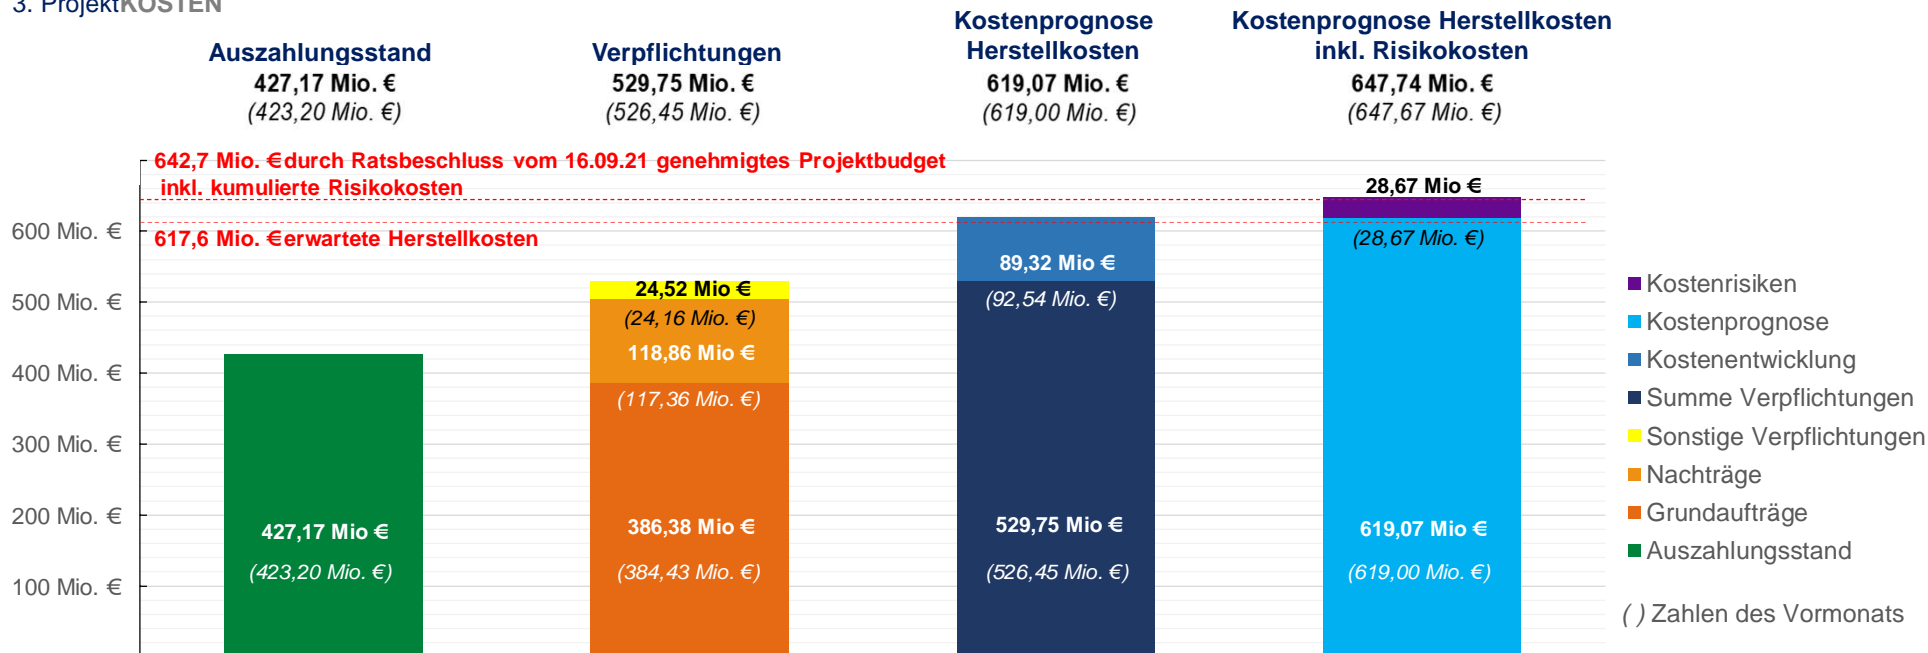 3. ProjektKOSTEN
Auszahlungsstand
427,17 Mio. €
(423,20 Mio. €)
Verpflichtungen
529,75 Mio. €
(526,45 Mio. €)
Kostenprognose
Herstellkosten
619,07 Mio. €
(619,00 Mio. €)
Kostenprognose Herstellkosten
inkl. Risikokosten
647,74 Mio. €
(647,67 Mio. €)
642,7 Mio. €durch Ratsbeschluss vom 16.09.21 genehmigtes Projektbudget
inkl. kumulierte Risikokosten
617,6 Mio. €erwartete Herstellkosten
600 Mio. €
500 Mio. €
400 Mio. €
300 Mio. €
200 Mio. €
100 Mio. €
427,17 Mio €
(423,20 Mio. €)
24,52 Mio €
(24,16 Mio. €)
118,86 Mio €
(117,36 Mio. €)
386,38 Mio €
(384,43 Mio. €)
89,32 Mio €
(92,54 Mio. €)
529,75 Mio €
(526,45 Mio. €)
28,67 Mio €
(28,67 Mio. €)
619,07 Mio €
(619,00 Mio. €)
Kostenrisiken
Kostenprognose
Kostenentwicklung
Summe Verpflichtungen
Sonstige Verpflichtungen
Nachträge
Grundaufträge
Auszahlungsstand
( ) Zahlen des Vormonats